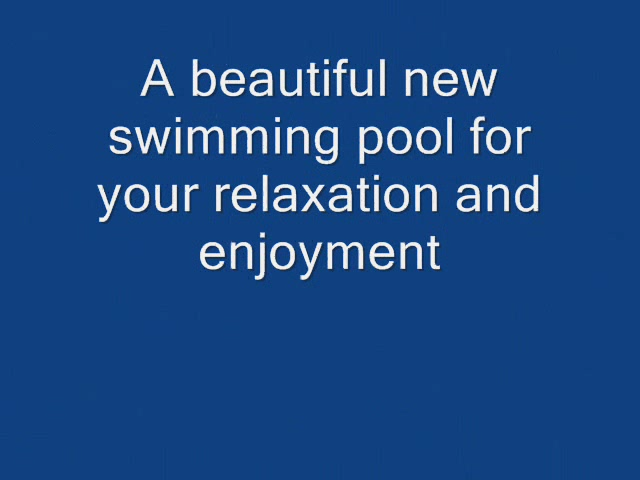 A beautiful new
swimming pool for
your relaxation and
enjoyment